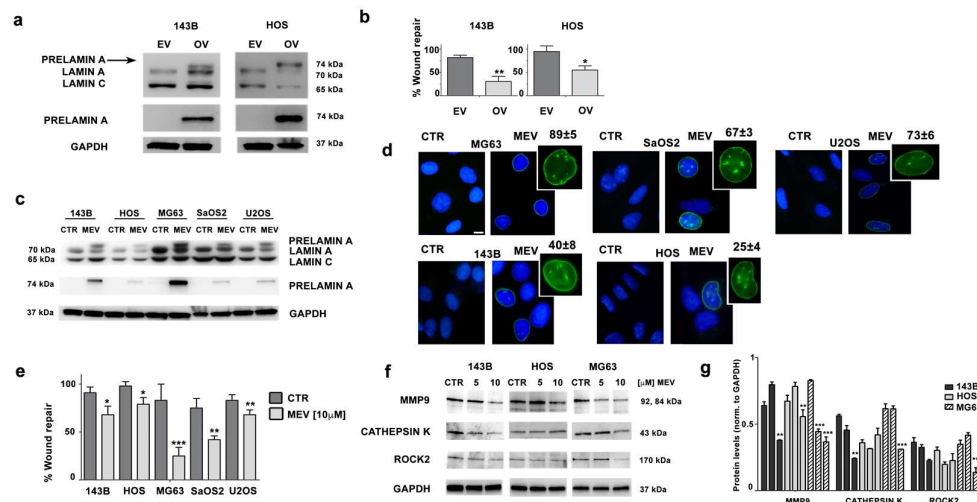 a
143B
HOS
EV OV EV OV
PRELAMIN A
LAMIN A
LAMIN C
74 kDa
70 kDa
65 kDa
PRELAMIN A
74 kDa
GAPDH
37 kDa
b
143B
HOS
% Wound repair
100
50
0
**
EV OV
100
50
0
*
EV OV
c
143B HOS MG63 SaOS2 U2OS
CTR MEV CTR MEV CTR MEV CTR MEV CTR MEV
70 kDa
65 kDa
PRELAMIN A
LAMIN A
LAMIN C
74 kDa
PRELAMIN A
37 kDa
GAPDH
d
CTR MEV 89±5
MG63
CTR MEV 67±3
SaOS2
CTR MEV 73±6
U2OS
CTR MEV 40±8
143B
CTR MEV 25±4
HOS
e
% Wound repair
100
50
0
* * *** ** **
CTR
MEV [10µM]
143B HOS MG63 SaOS2 U2OS
f
143B HOS MG63
CTR 5 10 CTR 5 10 CTR 5 10 [µM] MEV
MMP9
92, 84 kDa
CATHEPSIN K
43 kDa
ROCK2
170 kDa
GAPDH
37 kDa
g
Protein levels (norm. to GAPDH)
1
0.5
0
** ** *** ***
** ***
**
143B
HOS
MG6
MMP9 CATHEPSIN K ROCK2